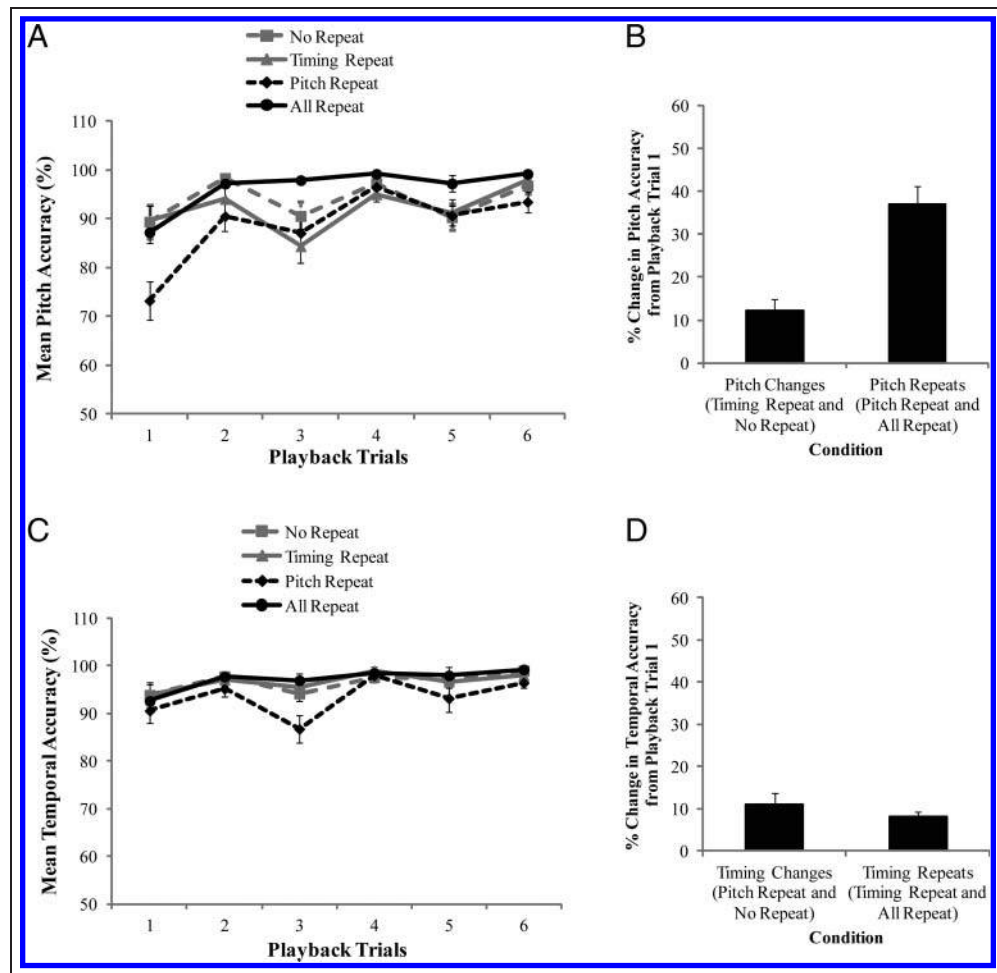 A
No Repeat
Timing Repeat
Pitch Repeat
All Repeat
Mean Pitch Accuracy (%)
110
100
90
80
70
60
50
1 2 3 4 5 6
Playback Trials
B
% Change in Pitch Accuracy
from Playback Trial 1
60
50
40
30
20
10
0
Pitch Changes
(Timing Repeat and
No Repeat)
Pitch Repeats
(Pitch Repeat and
All Repeat)
Condition
C
No Repeat
Timing Repeat
Pitch Repeat
All Repeat
Mean Temporal Accuracy (%)
110
100
90
80
70
60
50
1 2 3 4 5 6
Playback Trials
D
% Change in Temporal Accuracy
from Playback Trial 1
60
50
40
30
20
10
0
Timing Changes
(Pitch Repeat and
No Repeat)
Timing Repeats
(Timing Repeat and
All Repeat)
Condition